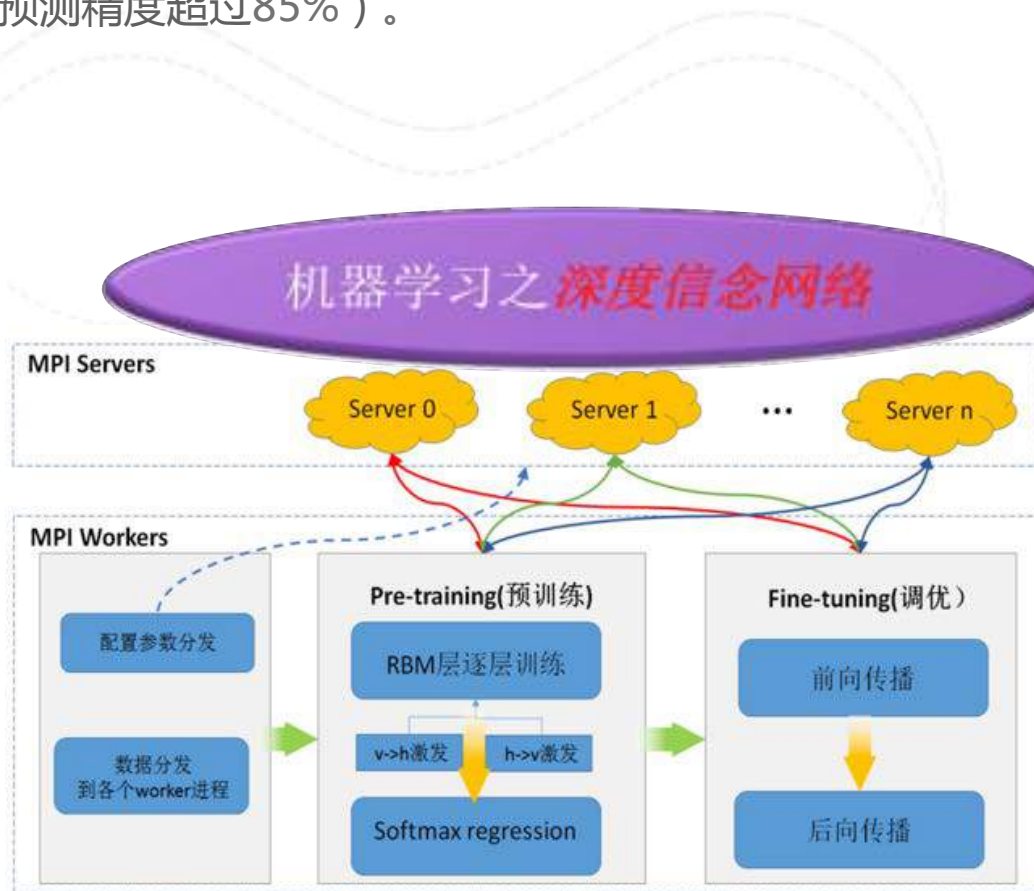 预测精度超过85%）。
机器学习之深度信念网络
MPI Servers
Server 0
Server 1
...
Server n
MPI Workers
配置参数分发
数据分发
到各个worker进程
Pre-training(预训练)
RBM层逐层训练
v->h激发
h->v激发
Softmax regression
Fine-tuning(调优）
前向传播
后向传播